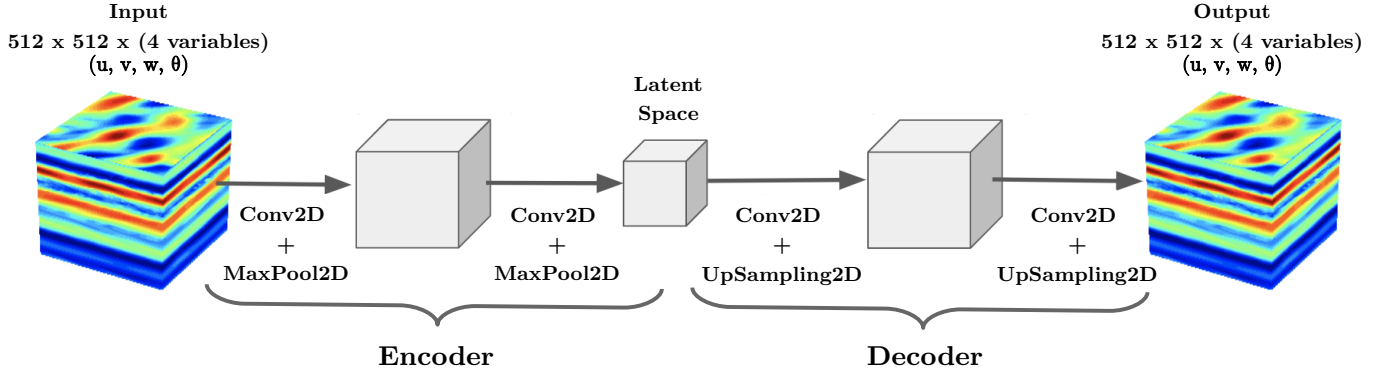 Input
512 x 512 x (4 variables)
(u, v, w, θ)
Output
512 x 512 x (4 variables)
(u, v, w, θ)
Latent
Space
Conv2D
+
MaxPool2D
Conv2D
+
MaxPool2D
Conv2D
+
UpSampling2D
Conv2D
+
UpSampling2D
Encoder
Decoder